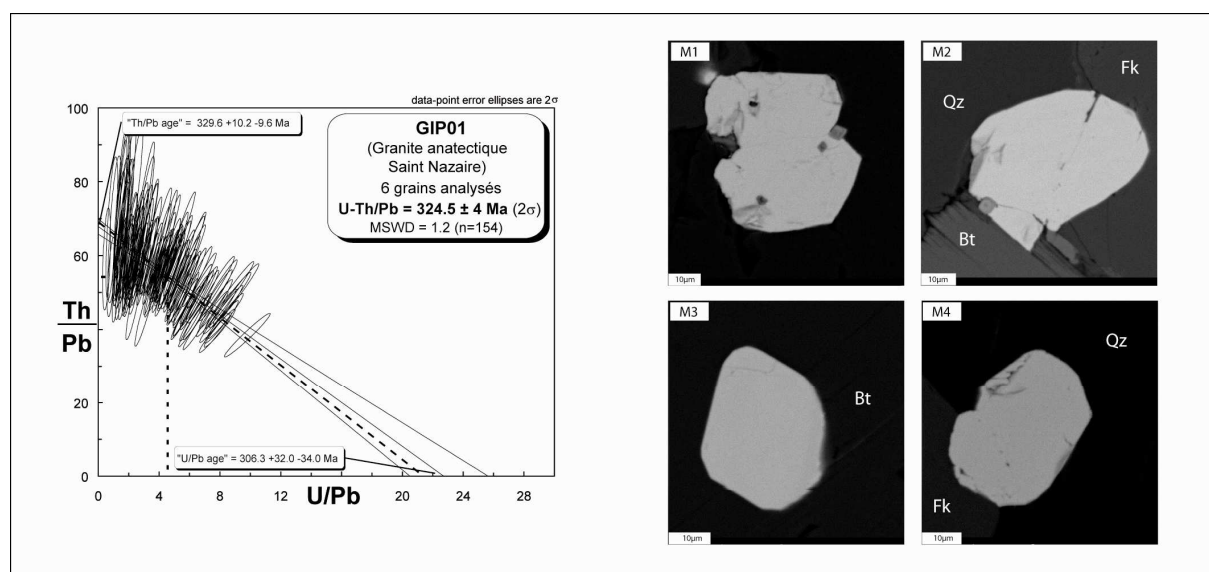 data-point error ellipses are 2σ
100
80
60
40
20
0
Th
Pb
"Th/Pb age" = 329.6 +10.2 -9.6 Ma
GIP01
(Granite anatectique
Saint Nazaire)
6 grains analysés
U-Th/Pb = 324.5 ± 4 Ma (2σ)
MSWD = 1.2 (n=154)
"U/Pb age" = 306.3 +32.0 -34.0 Ma
0 4 8 12 16 20 24 28
U/Pb
M1
10µm
M2
Fk
Qz
Bt
10µm
M3
Bt
10µm
M4
Qz
Fk
10µm